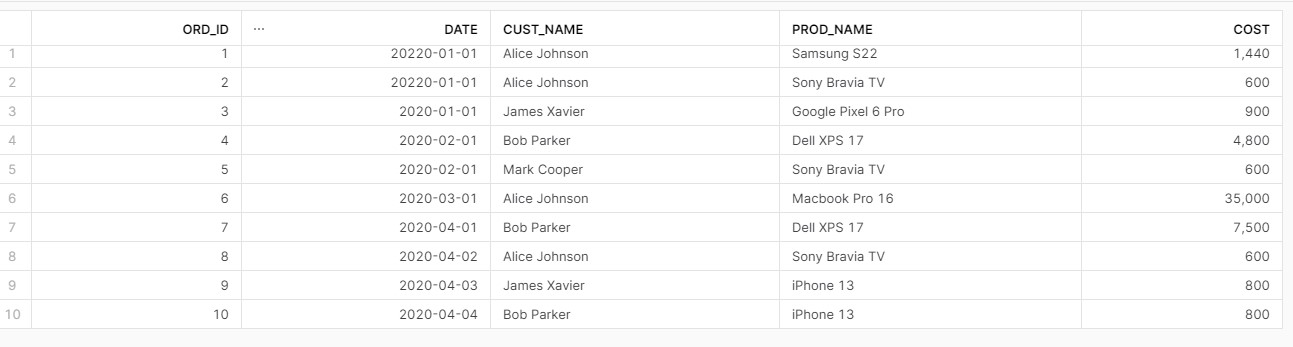 ORD_ID ... DATE CUST_NAME PROD_NAME COST
1 1 20220-01-01 Alice Johnson Samsung S22 1,440
2 2 20220-01-01 Alice Johnson Sony Bravia TV 600
3 3 2020-01-01 James Xavier Google Pixel 6 Pro 900
4 4 2020-02-01 Bob Parker Dell XPS 17 4,800
5 5 2020-02-01 Mark Cooper Sony Bravia TV 600
6 6 2020-03-01 Alice Johnson Macbook Pro 16 35,000
7 7 2020-04-01 Bob Parker Dell XPS 17 7,500
8 8 2020-04-02 Alice Johnson Sony Bravia TV 600
9 9 2020-04-03 James Xavier iPhone 13 800
10 10 2020-04-04 Bob Parker iPhone 13 800